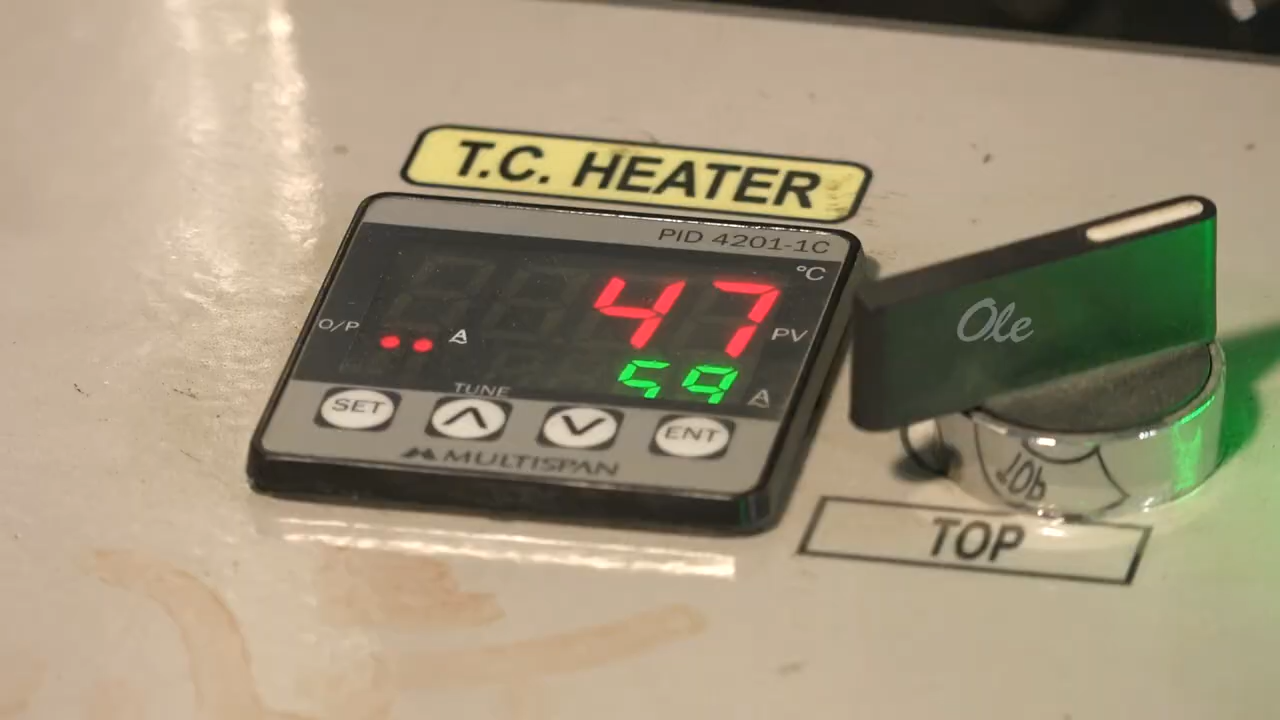 T.C. HEATER
PID 4201-1C
°C
47
PV
O/P
A
59
A
TUNE
SET
ENT
MULTISPAN
Ole
TOP